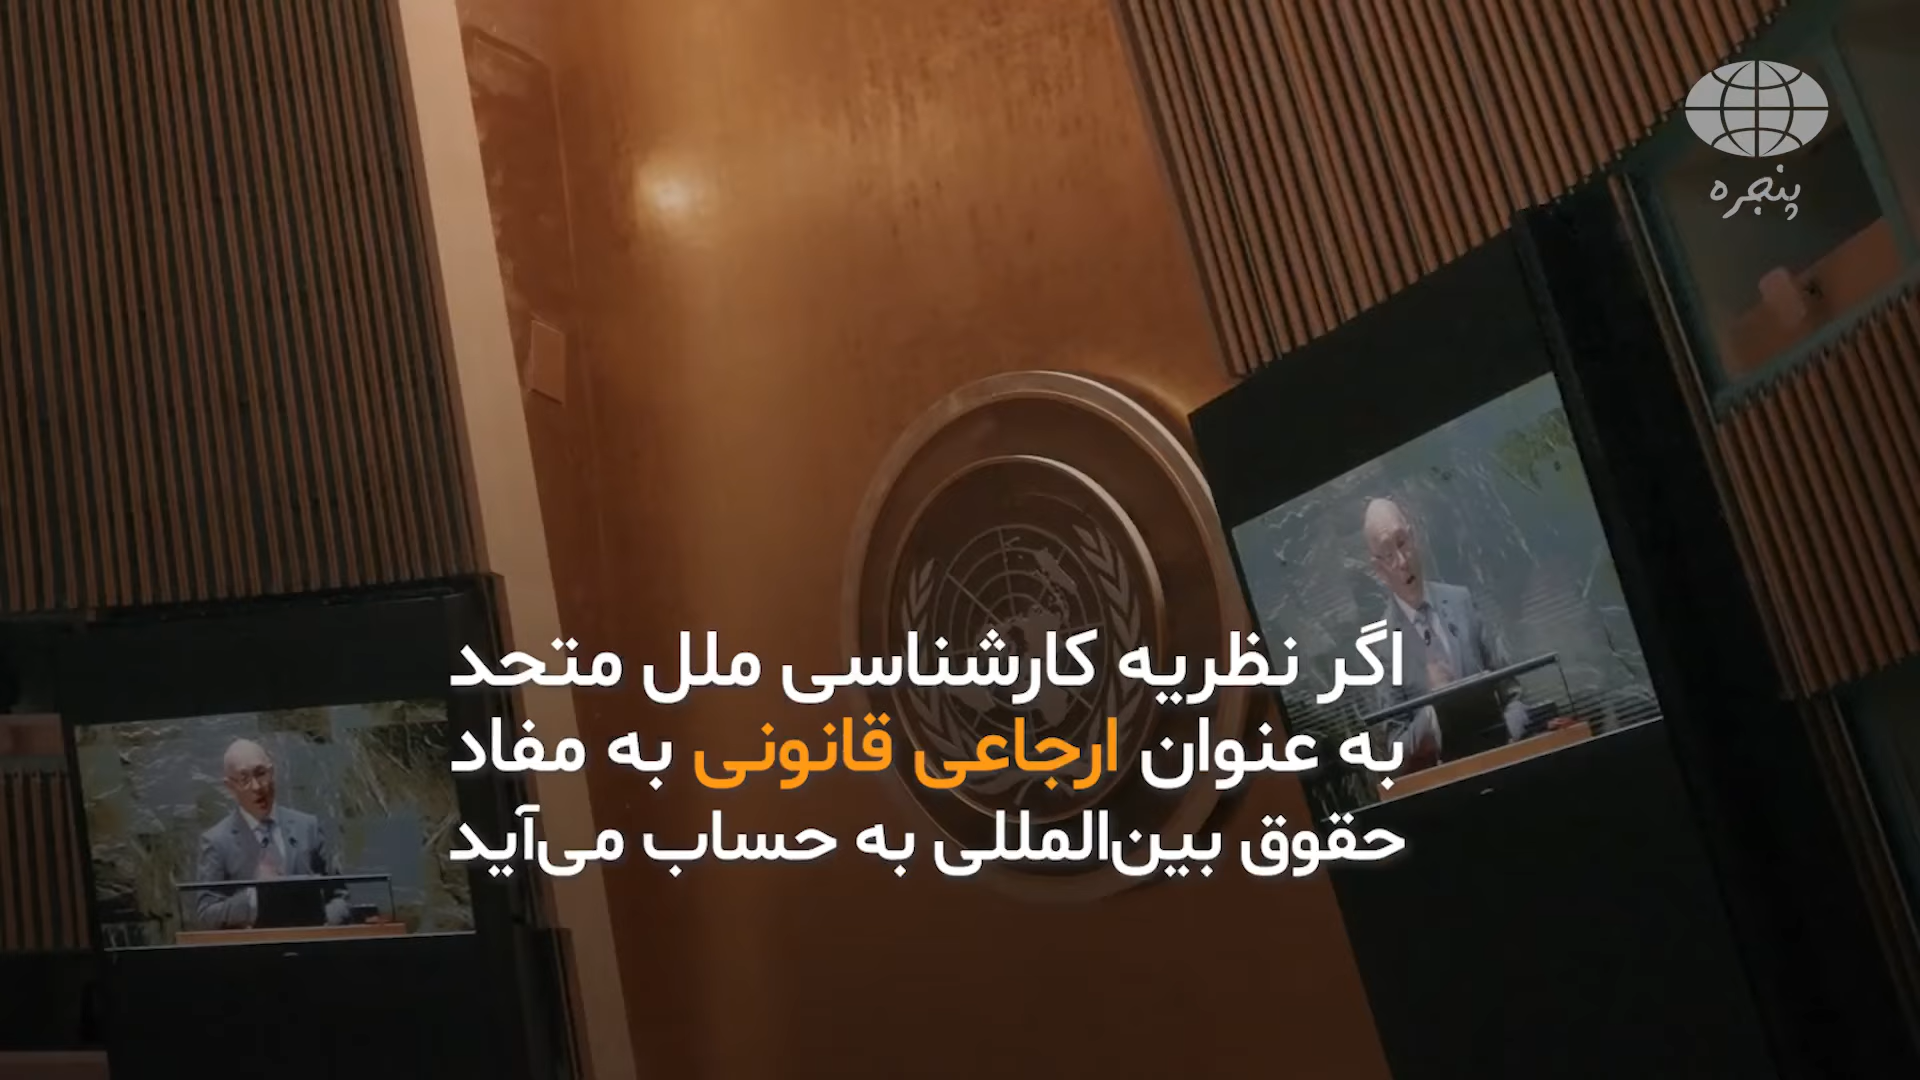 پنجره
اگر نظریه کارشناسی ملل متحد
به عنوان ارجاعی قانونی به مفاد
حقوق بین‌المللی به حساب می‌آید